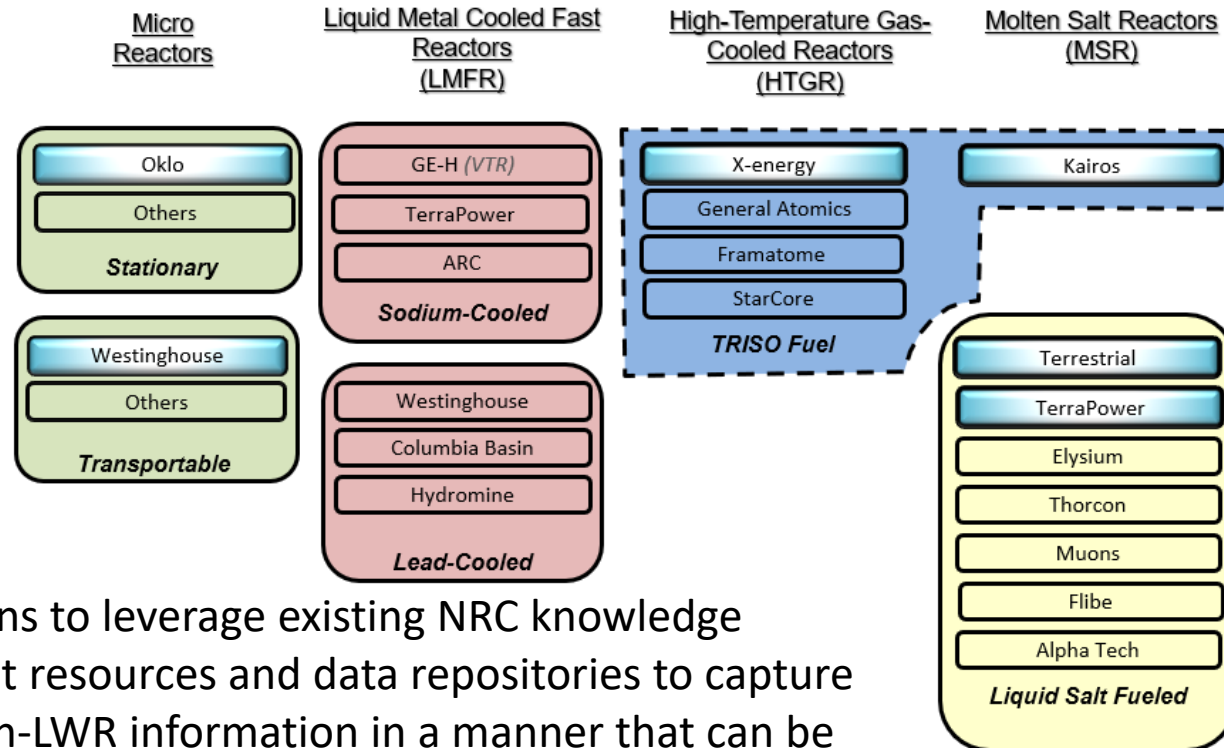 Micro
Reactors
Liquid Metal Cooled Fast
Reactors
(LMFR)
High-Temperature Gas-
Cooled Reactors
(HTGR)
Molten Salt Reactors
(MSR)
Oklo
Others
Stationary
Westinghouse
Others
Transportable
GE-H (VTR)
TerraPower
ARC
Sodium-Cooled
Westinghouse
Columbia Basin
Hydromine
Lead-Cooled
X-energy
General Atomics
Framatome
StarCore
TRISO Fuel
Kairos
Terrestrial
TerraPower
Elysium
Thorcon
Muons
Flibe
Alpha Tech
Liquid Salt Fueled
to leverage existing NRC knowledge
resources and data repositories to capture
information in a manner that can be